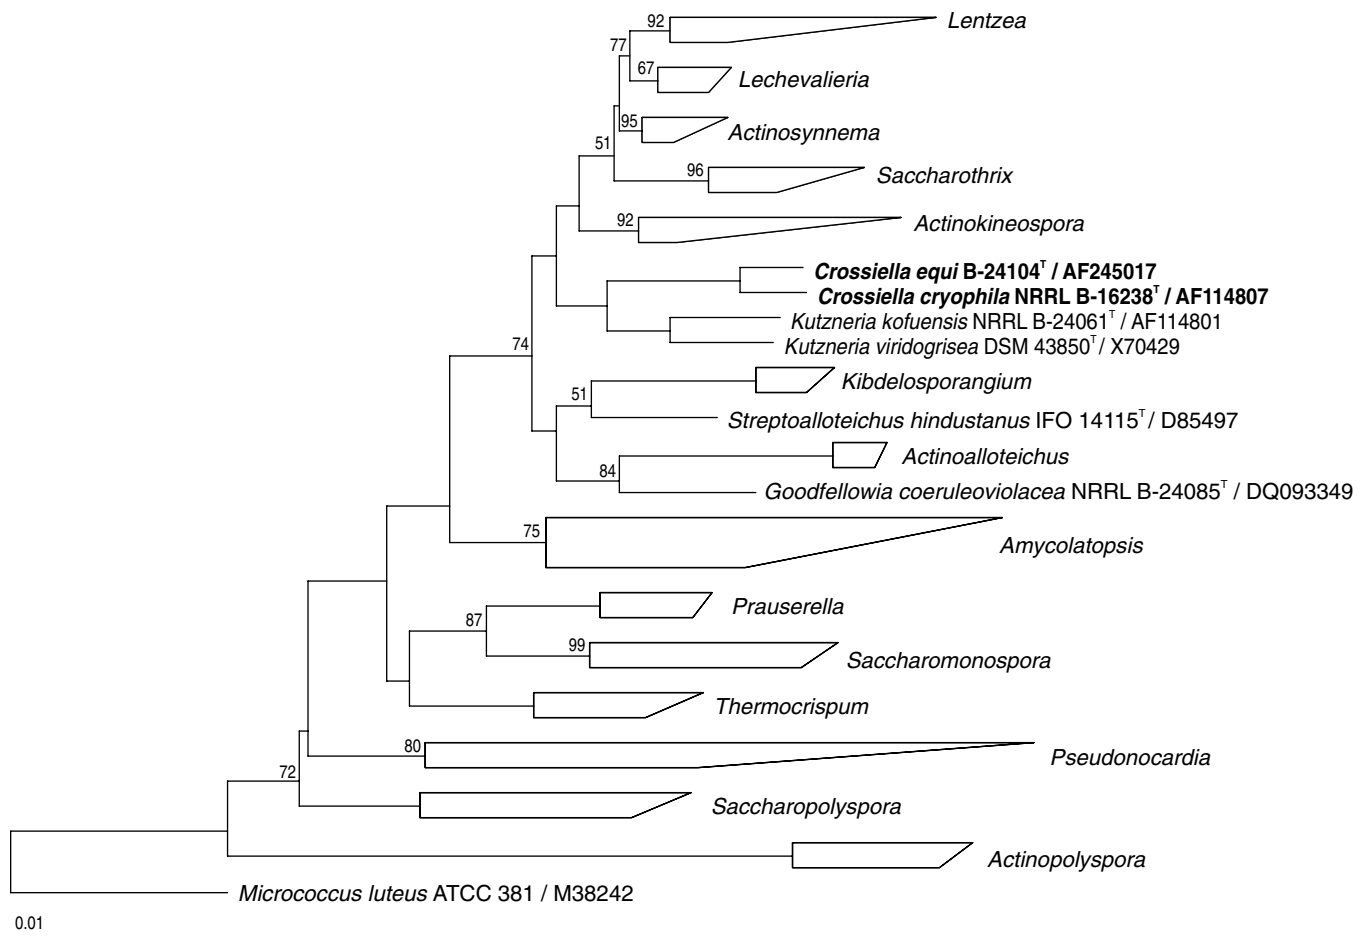 92
Lentzea
77
67
Lechevalieria
95
Actinosynnema
51
96
Saccharothrix
92
Actinokineospora
Crossiella equi B-24104ᵀ / AF245017
Crossiella cryophila NRRL B-16238ᵀ / AF114807
Kutzneria kofuensis NRRL B-24061ᵀ / AF114801
74
Kutzneria viridogrisea DSM 43850ᵀ / X70429
Kibdelosporangium
51
Streptoalloteichus hindustanus IFO 14115ᵀ / D85497
Actinoalloteichus
84
Goodfellowia coeruleoviolacea NRRL B-24085ᵀ / DQ093349
75
Amycolatopsis
Prauserella
87
99
Saccharomonospora
Thermocrispum
80
Pseudonocardia
72
Saccharopolyspora
Actinopolyspora
Micrococcus luteus ATCC 381 / M38242
0.01